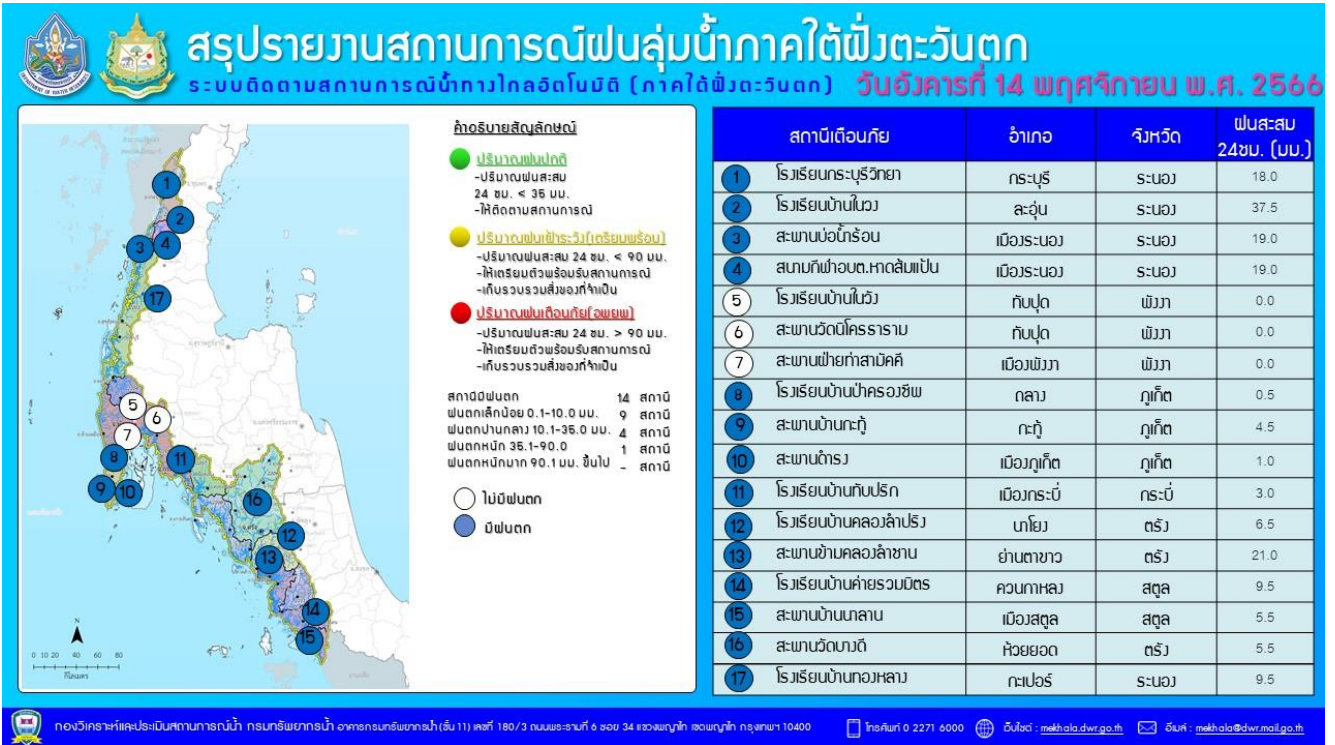 สรุปรายงานสถานการณ์ฝนลุ่มน้ำภาคใต้ฝั่งตะวันตก
ระบบติดตามสถานการณ์น้ำทางไกลอัตโนมัติ (ภาคใต้ฝั่งตะวันตก) วันอังคารที่ 14 พฤศจิกายน พ.ศ. 2566
คำอธิบายสัญลักษณ์
ปริมาณฝนปกติ
-ปริมาณฝนสะสม
24 ชม. < 35 มม.
-ให้ติดตามสถานการณ์
ปริมาณฝนเฝ้าระวัง(เตรียมพร้อม)
-ปริมาณฝนสะสม 24 ชม. < 90 มม.
-ให้เตรียมตัวพร้อมรับสถานการณ์
-เก็บรวบรวมสิ่งของที่จำเป็น
ปริมาณฝนเตือนภัย(อพยพ)
-ปริมาณฝนสะสม 24 ชม. > 90 มม.
-ให้เตรียมตัวพร้อมรับสถานการณ์
-เก็บรวบรวมสิ่งของที่จำเป็น
สถานีมีฝนตก 14 สถานี
ฝนตกเล็กน้อย 0.1-10.0 มม. 9 สถานี
ฝนตกปานกลาง 10.1-35.0 มม. 4 สถานี
ฝนตกหนัก 35.1-90.0 1 สถานี
ฝนตกหนักมาก 90.1 มม. ขึ้นไป - สถานี
ไม่มีฝนตก
มีฝนตก
1
2
3 4
17
5
6
7
8
11
9 10
16
12
13
14
15
N
0 10 20 40 60 80
กิโลเมตร
สถานีเตือนภัย อำเภอ จังหวัด ฝนสะสม
24ชม. (มม.)
1 โรงเรียนกระบุรีวิทยา กระบุรี ระนอง 18.0
2 โรงเรียนบ้านในวง ละอุ่น ระนอง 37.5
3 สะพานบ่อน้ำร้อน เมืองระนอง ระนอง 19.0
4 สนามกีฬาอบต.หาดส้มแป้น เมืองระนอง ระนอง 19.0
5 โรงเรียนบ้านในวัง ทับปุด พังงา 0.0
6 สะพานวัดนิโครธาราม ทับปุด พังงา 0.0
7 สะพานฝ่ายท่าสามัคคี เมืองพังงา พังงา 0.0
8 โรงเรียนบ้านป่าครองชีพ ถลาง ภูเก็ต 0.5
9 สะพานบ้านกะทู้ กะทู้ ภูเก็ต 4.5
10 สะพานดำรง เมืองภูเก็ต ภูเก็ต 1.0
11 โรงเรียนบ้านทับปริก เมืองกระบี่ กระบี่ 3.0
12 โรงเรียนบ้านคลองลำปริง นาโยง ตรัง 6.5
13 สะพานข้ามคลองลำชาน ย่านตาขาว ตรัง 21.0
14 โรงเรียนบ้านค่ายรวมมิตร ควนกาหลง สตูล 9.5
15 สะพานบ้านนาลาน เมืองสตูล สตูล 5.5
16 สะพานวัดบางดี ห้วยยอด ตรัง 5.5
17 โรงเรียนบ้านทองหลาง กะเปอร์ ระนอง 9.5
กองวิเคราะห์และประเมินสถานการณ์น้ำ กรมทรัพยากรน้ำ อาคารกรมทรัพยากรน้ำ (ชั้น 11) เลขที่ 180/3 ถนนพระรามที่ 6 ซอย 34 แขวงพญาไท เขตพญาไท กรุงเทพฯ 10400 โทรศัพท์ 0 2271 6000 เว็บไซต์ : mekhala.dwr.go.th อีเมล์ : mekhala@dwr.mail.go.th